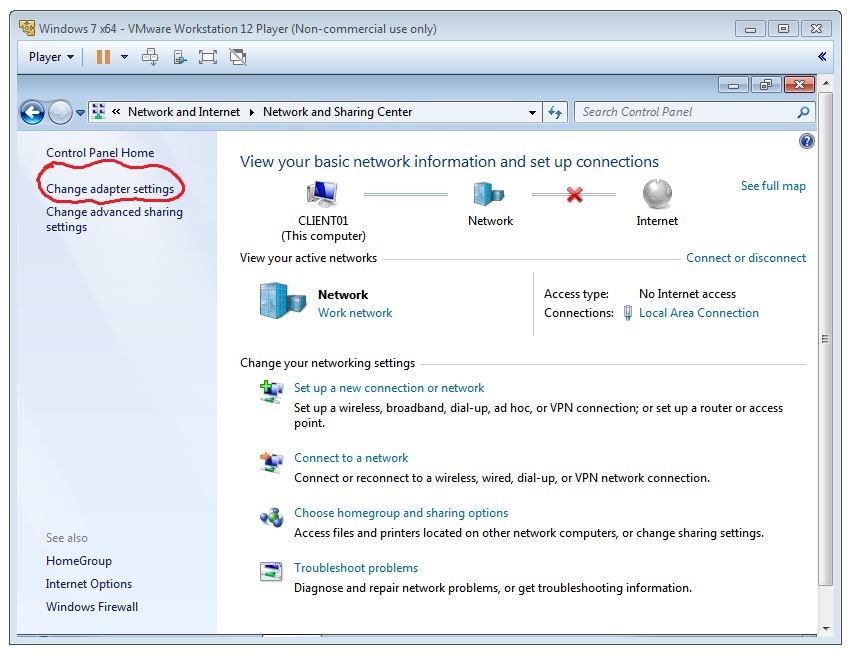 Windows 7 x64 - VMware Workstation 12 Player (Non-commercial use only)
Player
« Network and Internet Network and Sharing Center
Search Control Panel
Control Panel Home
Change adapter settings
Change advanced sharing
settings
See also
HomeGroup
Internet Options
Windows Firewall
View your basic network information and set up connections
See full map
CLIENT01
(This computer)
Network
Internet
View your active networks
Connect or disconnect
Network
Work network
Access type: No Internet access
Connections: Local Area Connection
Change your networking settings
Set up a new connection or network
Set up a wireless, broadband, dial-up, ad hoc, or VPN connection; or set up a router or access
point.
Connect to a network
Connect or reconnect to a wireless, wired, dial-up, or VPN network connection.
Choose homegroup and sharing options
Access files and printers located on other network computers, or change sharing settings.
Troubleshoot problems
Diagnose and repair network problems, or get troubleshooting information.